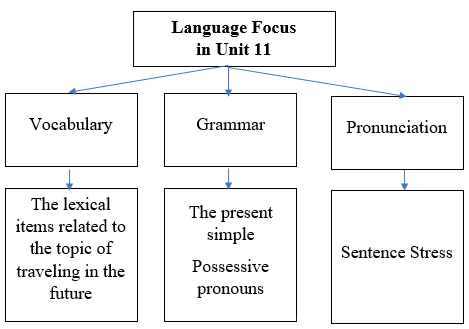 Language Focus
in Unit 11
Vocabulary
Grammar
Pronunciation
The lexical
items related to
the topic of
traveling in the
future
The present
simple
Possessive
pronouns
Sentence Stress